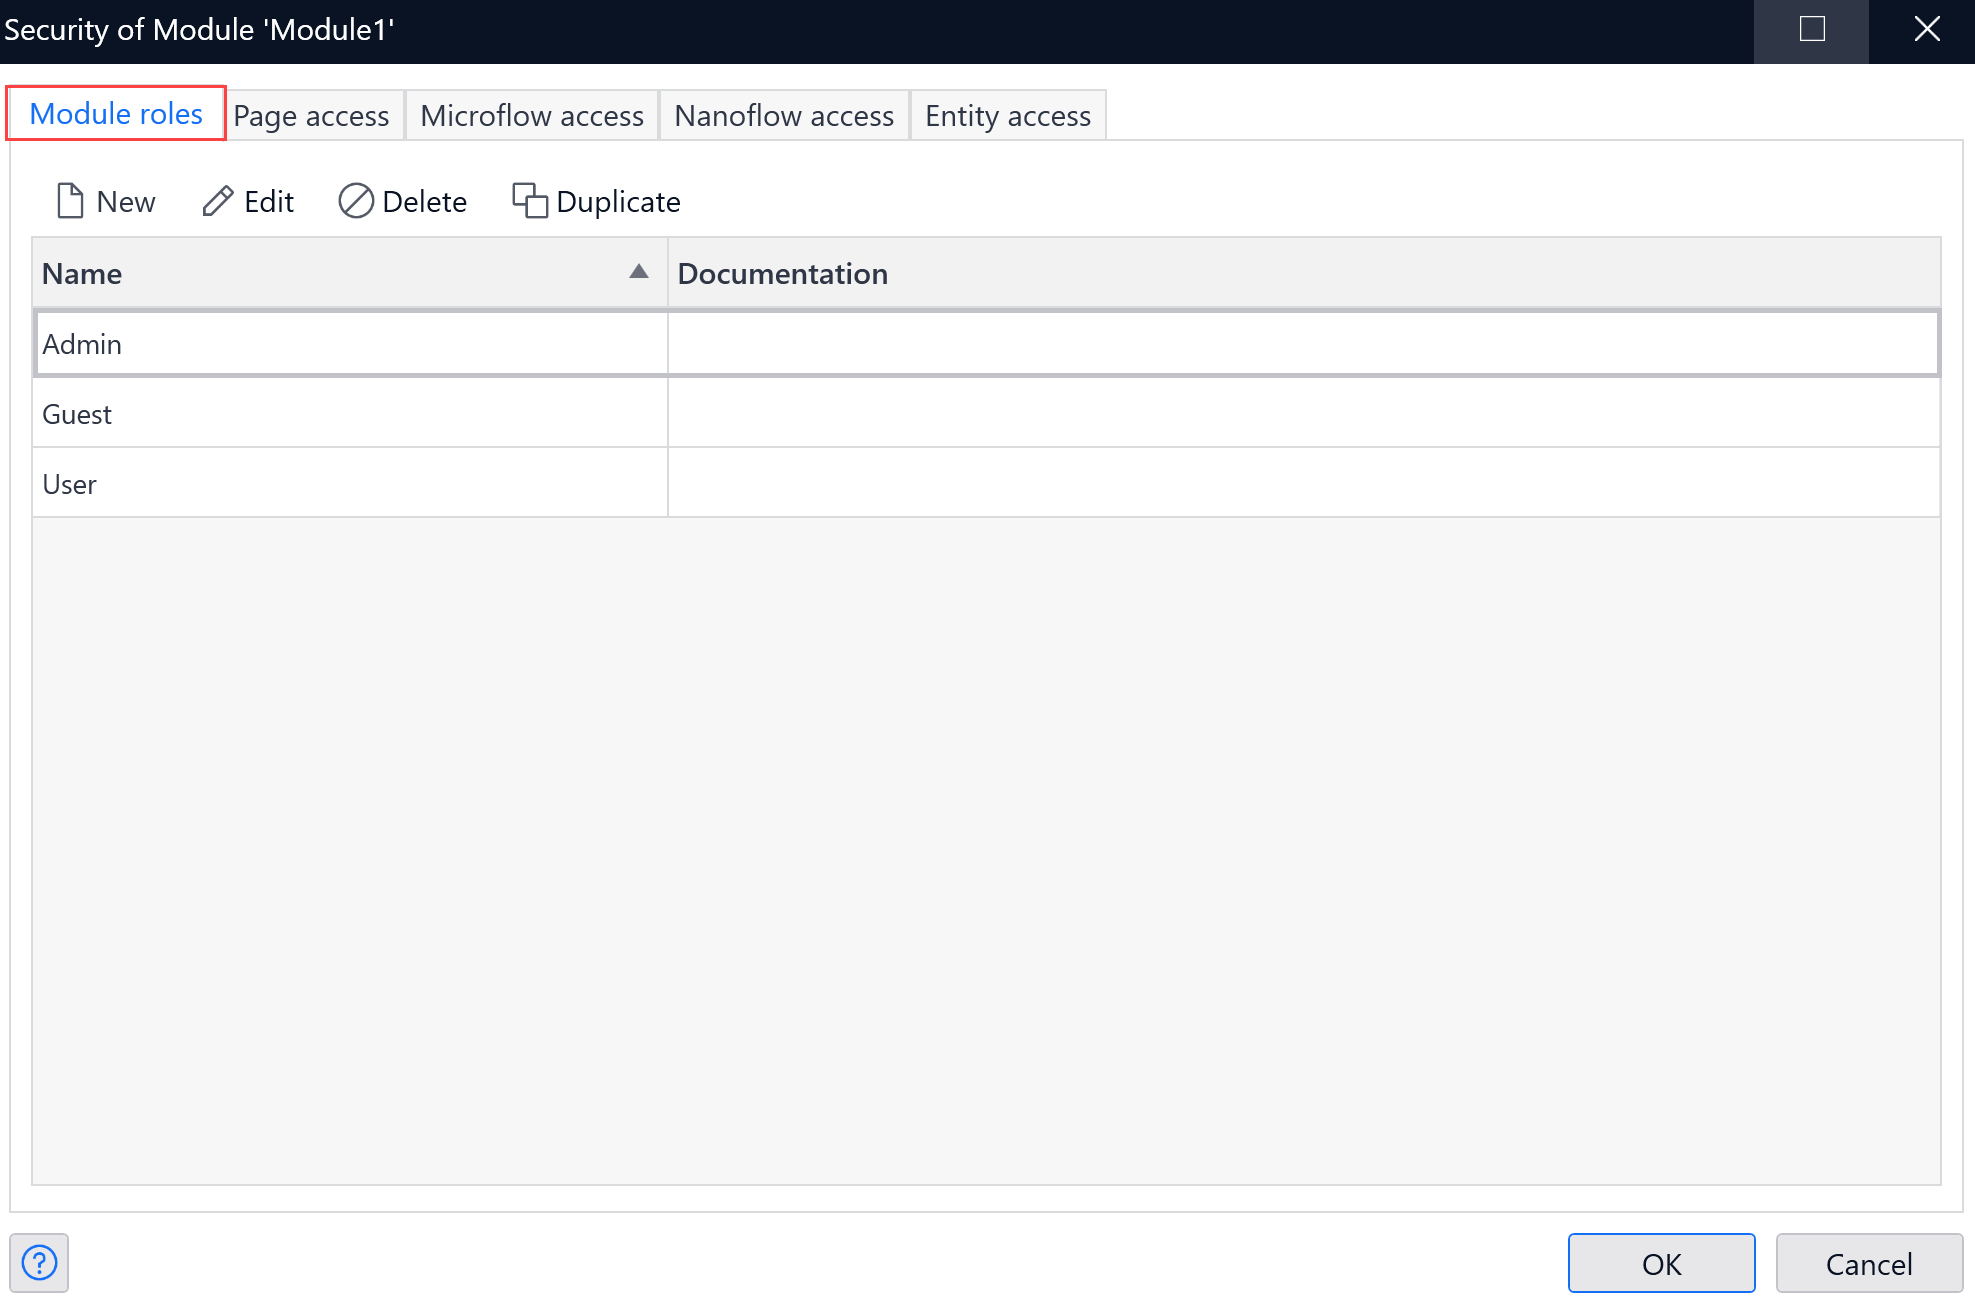 Security of Module 'Module1'
Module roles Page access Microflow access Nanoflow access Entity access
New Edit Delete Duplicate
Name Documentation
Admin
Guest
User
? OK Cancel